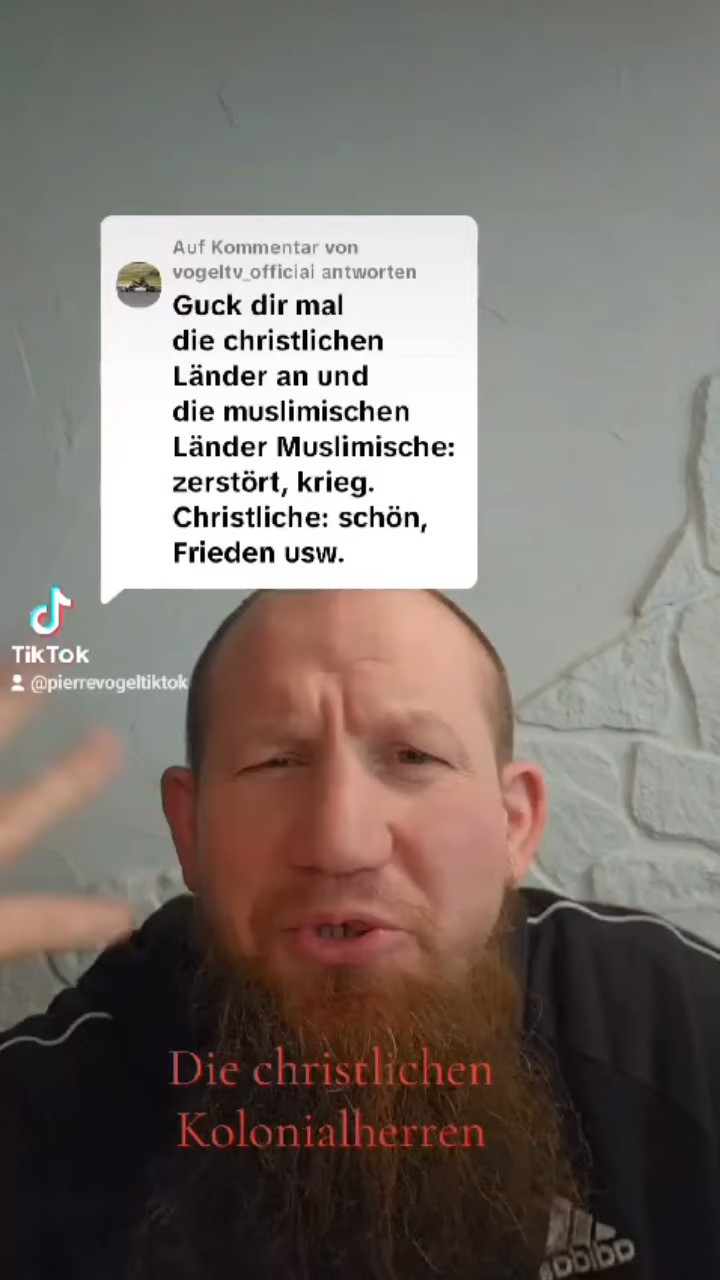 Auf Kommentar von
vogeltv_official antworten
Guck dir mal
die christlichen
Länder an und
die muslimischen
Länder Muslimische:
zerstört, krieg.
Christliche: schön,
Frieden usw.
TikTok
@pierrevogeltiktok
Die christlichen
Kolonialherren
adidas